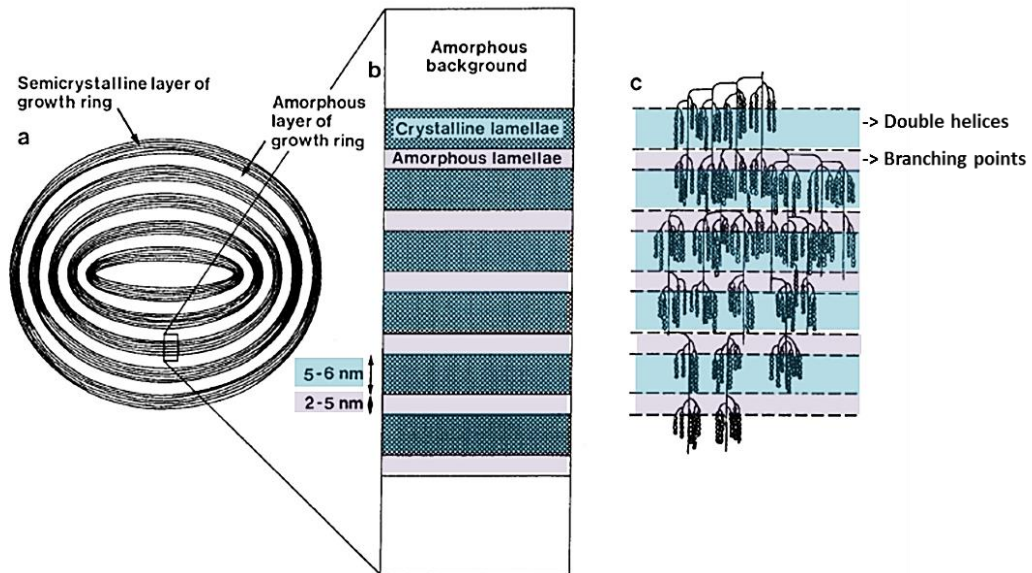 Semicrystalline layer of
growth ring
a
Amorphous
layer of
growth ring
b
Amorphous
background
Crystalline lamellae
Amorphous lamellae
5-6 nm
2-5 nm
c
-> Double helices
-> Branching points